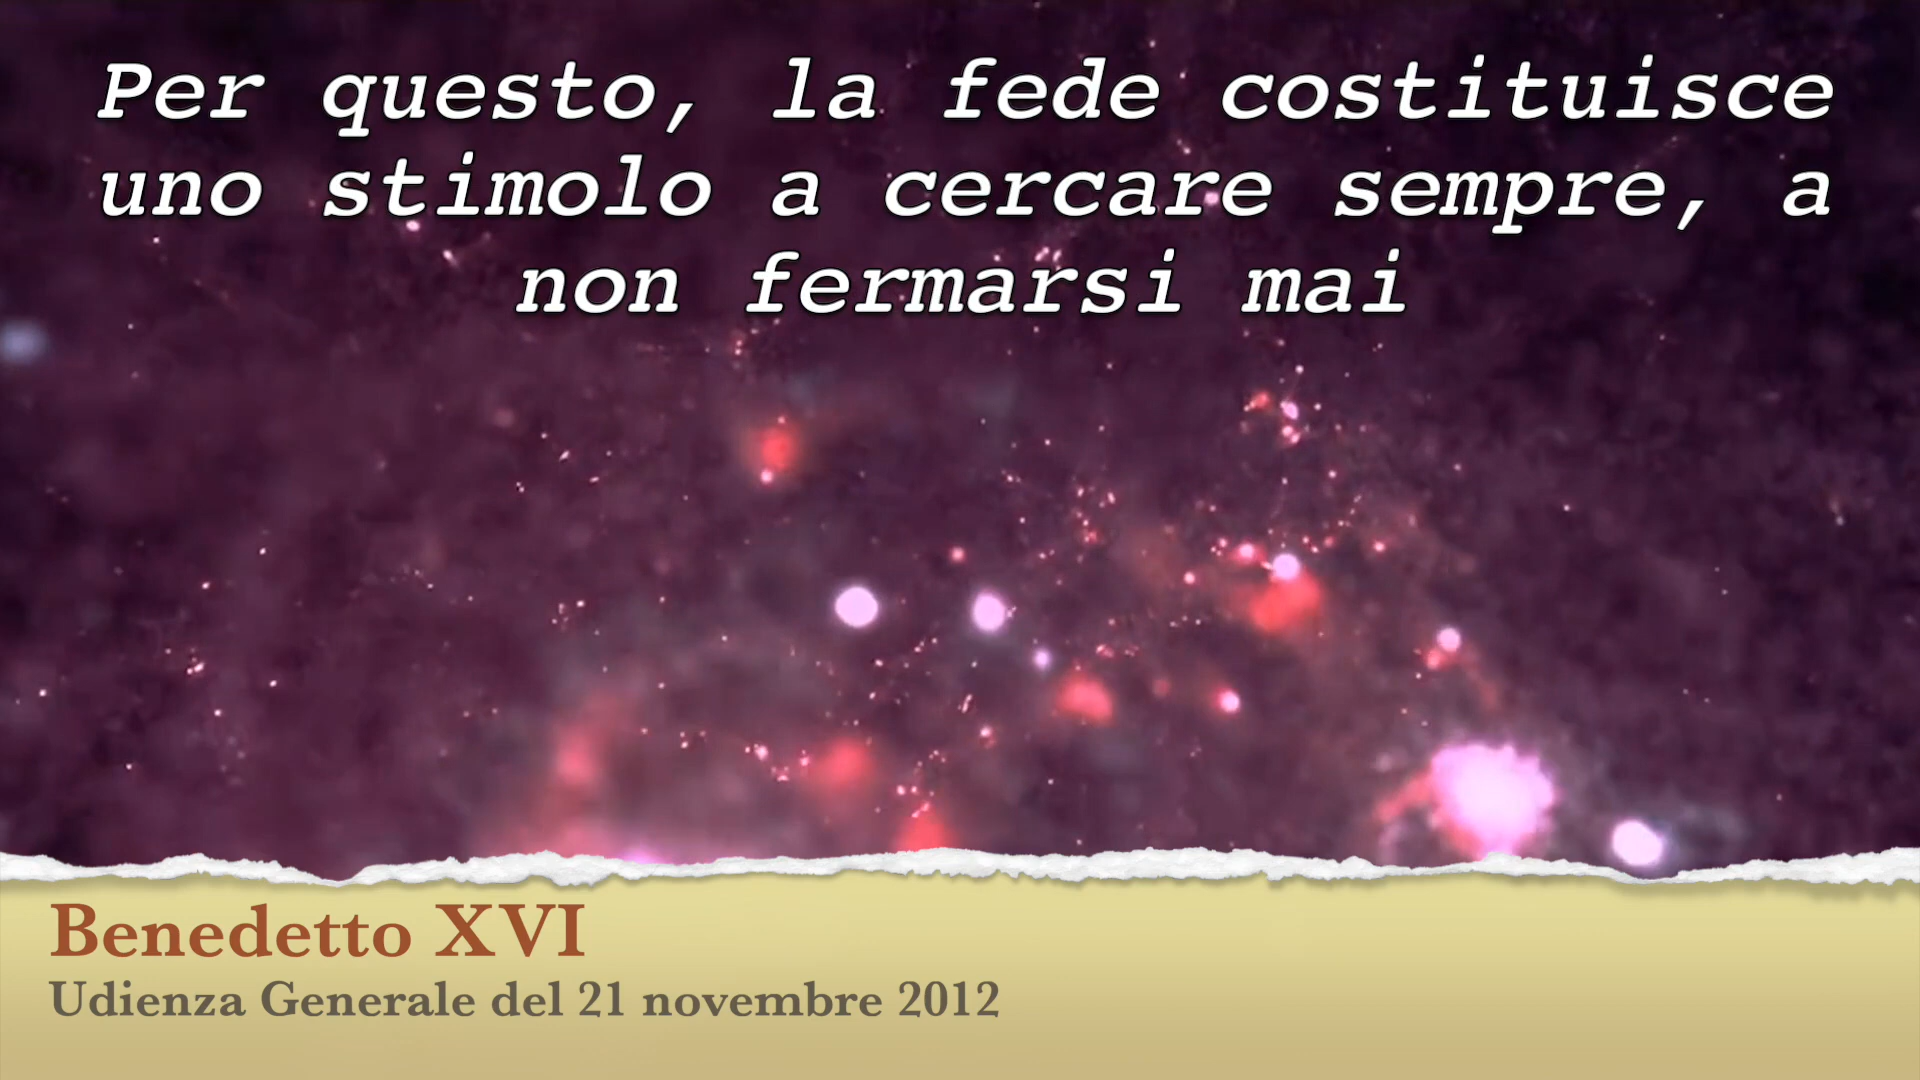 Per questo, la fede costituisce
uno stimolo a cercare sempre, a
non fermarsi mai
Benedetto XVI
Udienza Generale del 21 novembre 2012